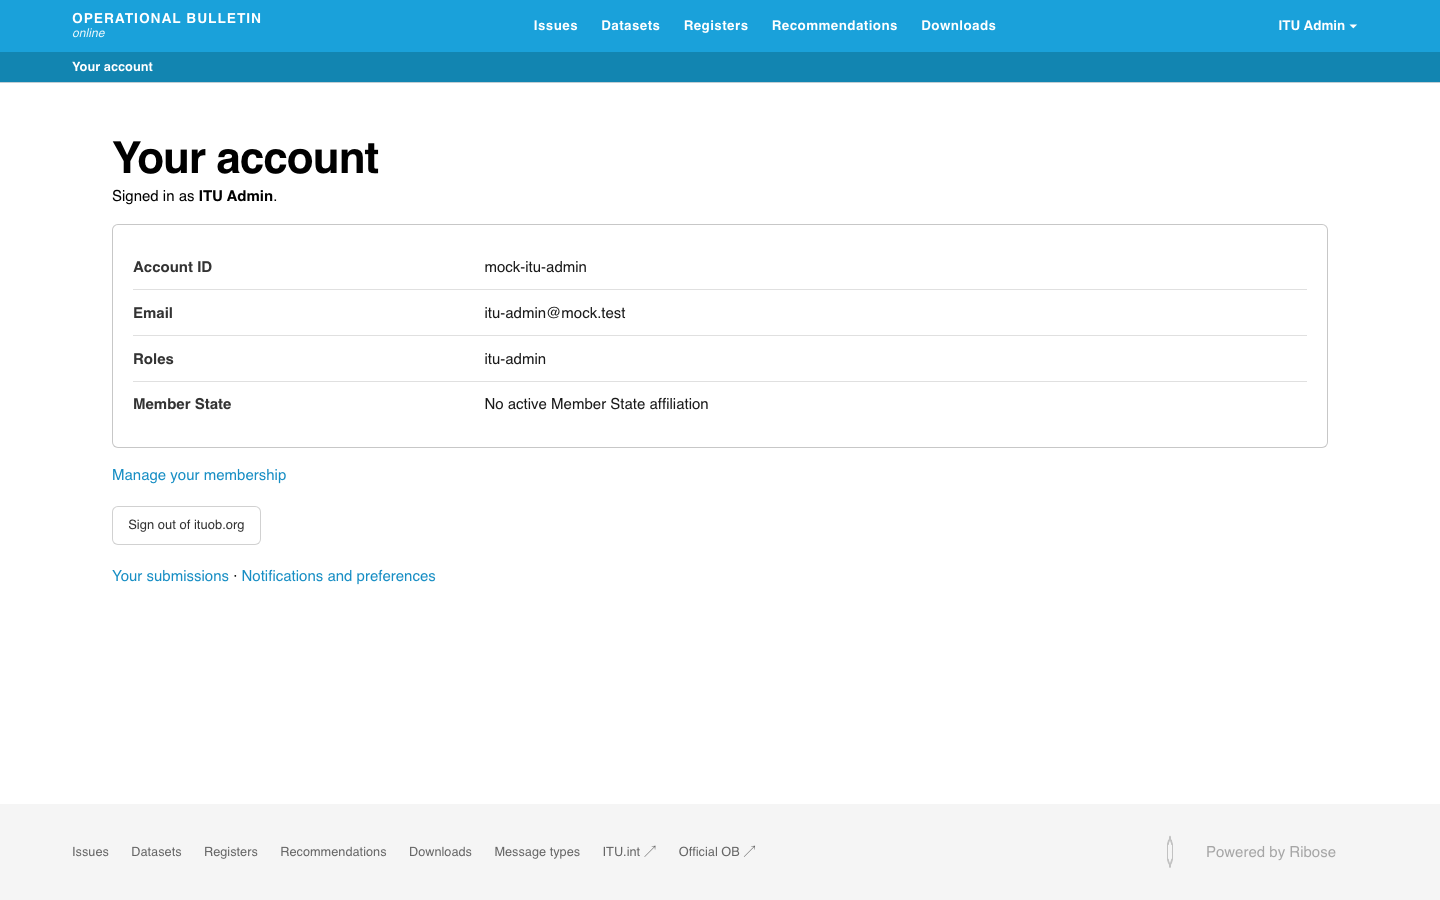 OPERATIONAL BULLETIN
online
Issues Datasets Registers Recommendations Downloads
ITU Admin
Your account
Your account
Signed in as ITU Admin.
Account ID mock-itu-admin
Email itu-admin@mock.test
Roles itu-admin
Member State No active Member State affiliation
Manage your membership
Sign out of ituob.org
Your submissions · Notifications and preferences
Issues Datasets Registers Recommendations Downloads Message types ITU.int ↗ Official OB ↗
Powered by Ribose